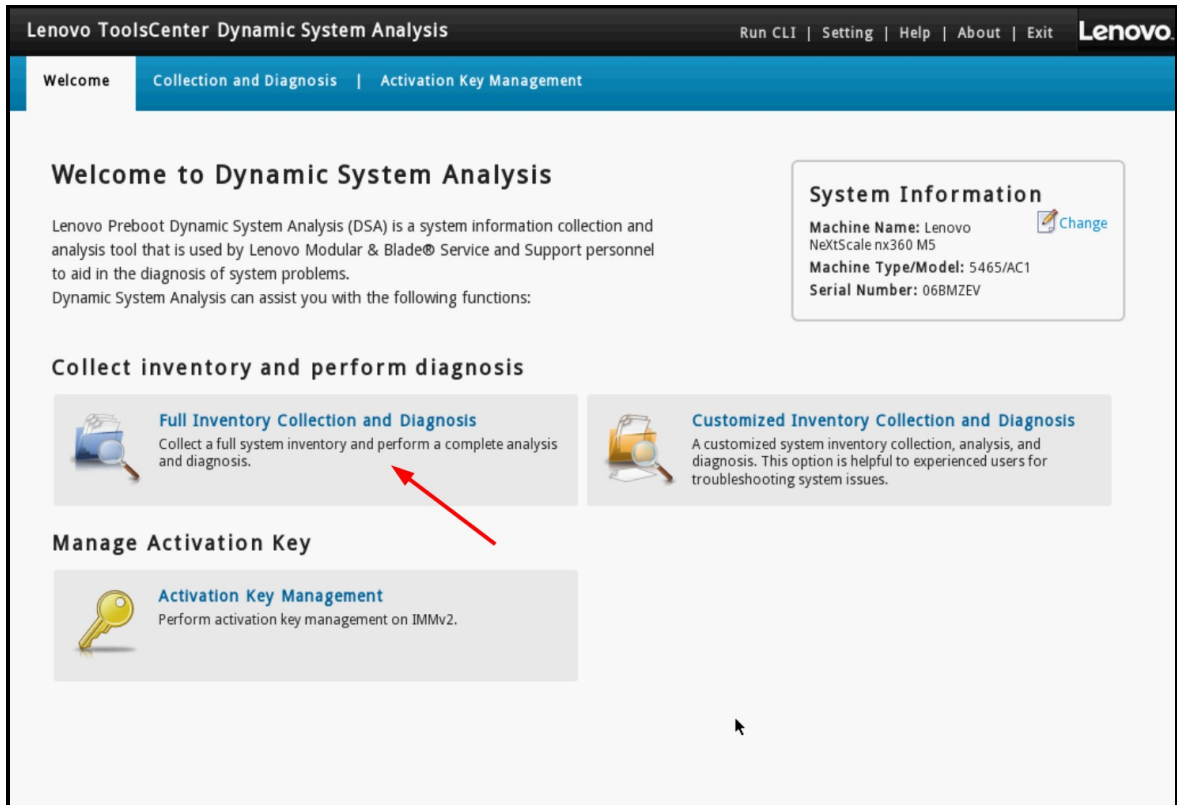 Lenovo ToolsCenter Dynamic System Analysis
Run CLI | Setting | Help | About | Exit
Lenovo.
Welcome
Collection and Diagnosis | Activation Key Management
Welcome to Dynamic System Analysis
Lenovo Preboot Dynamic System Analysis (DSA) is a system information collection and
analysis tool that is used by Lenovo Modular & Blade® Service and Support personnel
to aid in the diagnosis of system problems.
Dynamic System Analysis can assist you with the following functions:
System Information
Machine Name: Lenovo
NeXtScale nx360 M5
Change
Machine Type/Model: 5465/AC1
Serial Number: 06BMZEV
Collect inventory and perform diagnosis
Full Inventory Collection and Diagnosis
Collect a full system inventory and perform a complete analysis
and diagnosis.
Customized Inventory Collection and Diagnosis
A customized system inventory collection, analysis, and
diagnosis. This option is helpful to experienced users for
troubleshooting system issues.
Manage Activation Key
Activation Key Management
Perform activation key management on IMMv2.